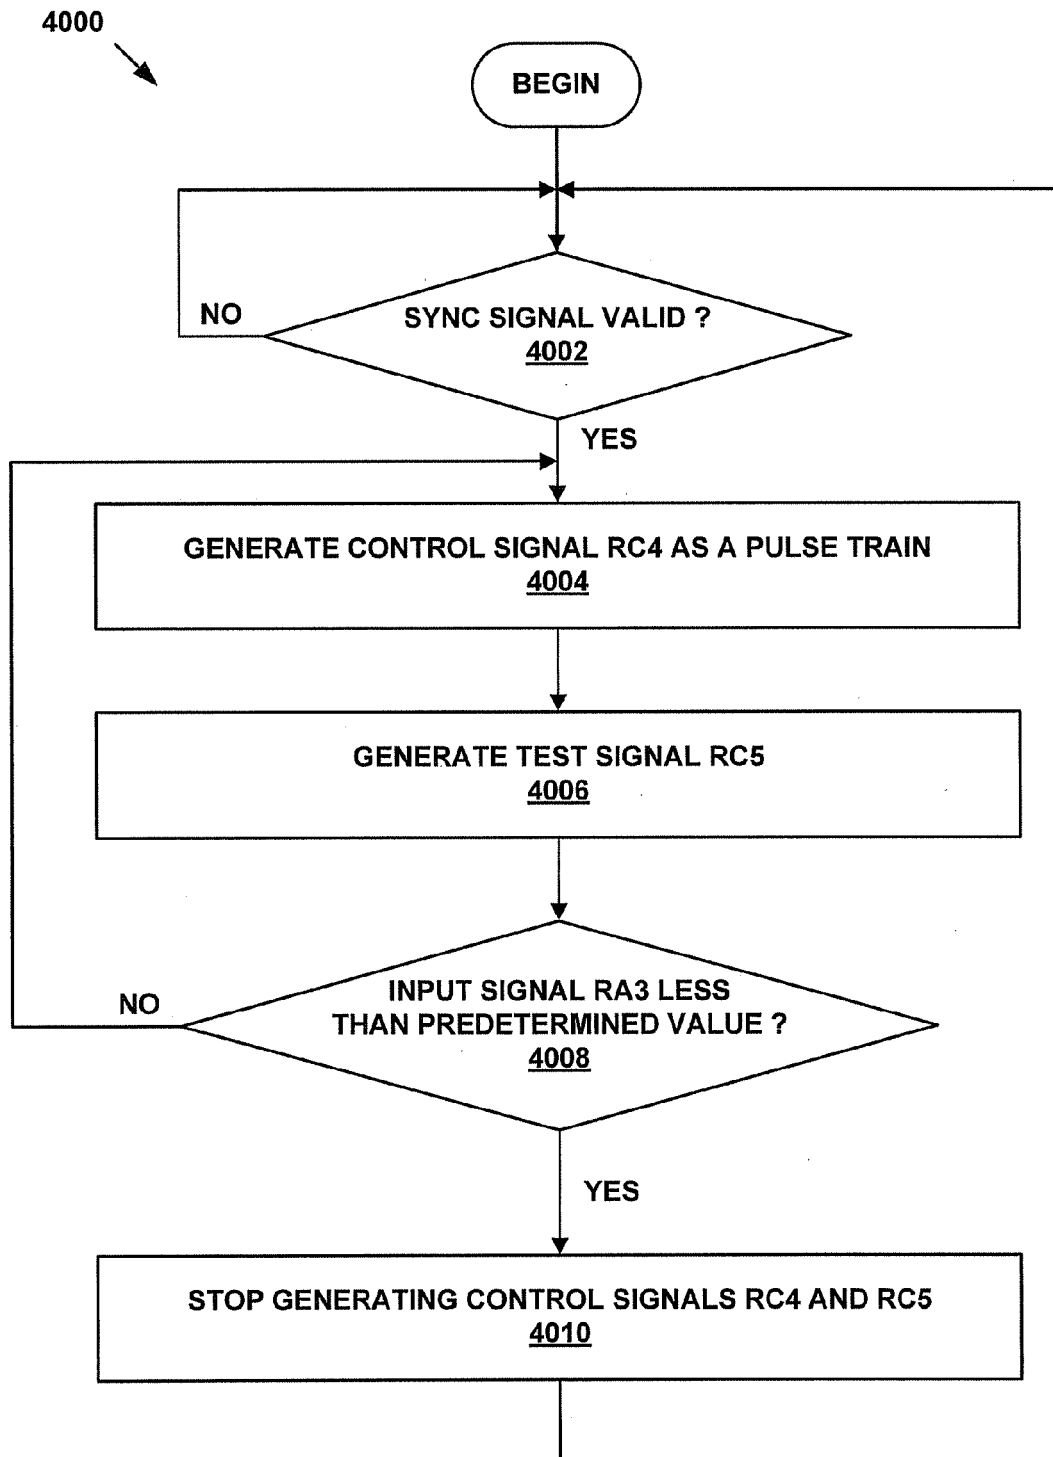 4000
BEGIN
NO
SYNC SIGNAL VALID ?
4002
YES
GENERATE CONTROL SIGNAL RC4 AS A PULSE TRAIN
4004
GENERATE TEST SIGNAL RC5
4006
NO
INPUT SIGNAL RA3 LESS
THAN PREDETERMINED VALUE ?
4008
YES
STOP GENERATING CONTROL SIGNALS RC4 AND RC5
4010